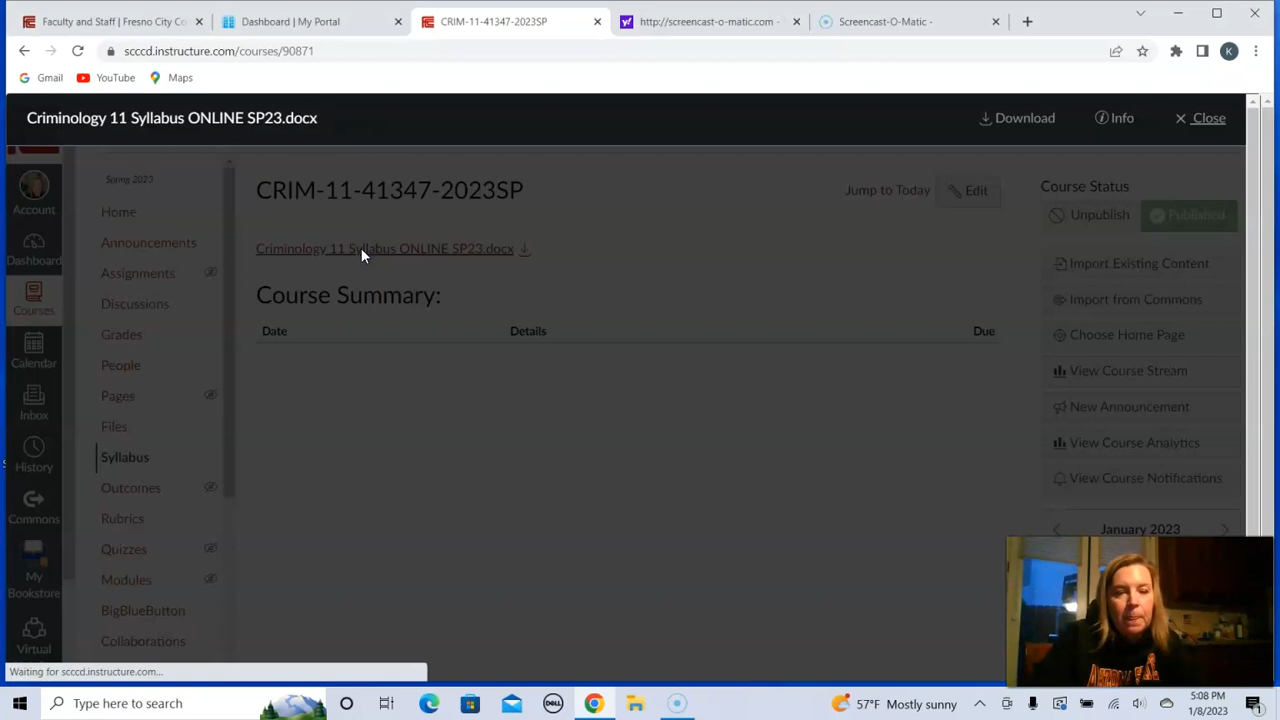 Faculty and Staff | Fresno City Co
Dashboard | My Portal
CRIM-11-41347-2023SP
http://screencast-o-matic.com -
Screencast-O-Matic -
scccd.instructure.com/courses/90871
K
Gmail
YouTube
Maps
Criminology 11 Syllabus ONLINE SP23.docx
Download
Info
Close
Spring 2023
CRIM-11-41347-2023SP
Jump to Today
Edit
Course Status
Unpublish
Published
Criminology 11 Syllabus ONLINE SP23.docx
Course Summary:
Date
Details
Due
Account
Dashboard
Courses
Calendar
Inbox
History
Commons
My
Bookstore
Virtual
Home
Announcements
Assignments
Discussions
Grades
People
Pages
Files
Syllabus
Outcomes
Rubrics
Quizzes
Modules
BigBlueButton
Collaborations
Import Existing Content
Import from Commons
Choose Home Page
View Course Stream
New Announcement
View Course Analytics
View Course Notifications
January 2023
Waiting for scccd.instructure.com...
Type here to search
DELL
57°F Mostly sunny
5:08 PM
1/8/2023
1